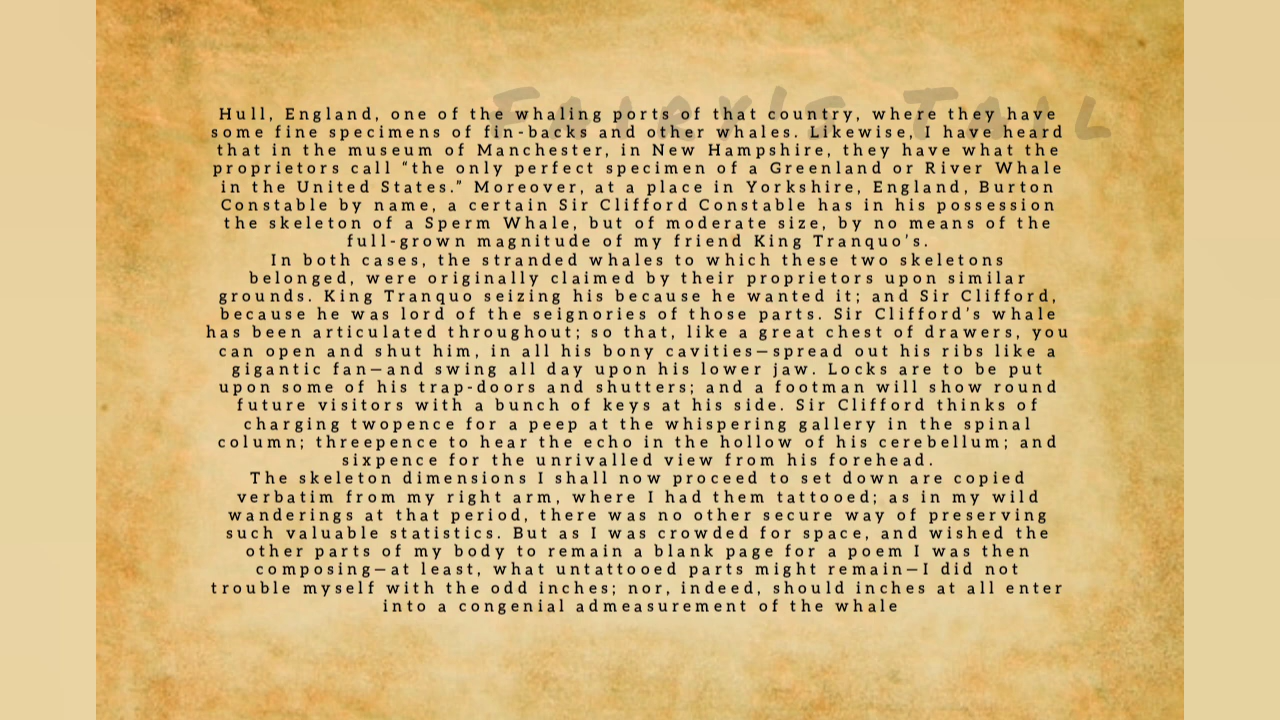 FAIRY'S TAIL
Hull, England, one of the whaling ports of that country, where they have
some fine specimens of fin-backs and other whales. Likewise, I have heard
that in the museum of Manchester, in New Hampshire, they have what the
proprietors call “the only perfect specimen of a Greenland or River Whale
in the United States.” Moreover, at a place in Yorkshire, England, Burton
Constable by name, a certain Sir Clifford Constable has in his possession
the skeleton of a Sperm Whale, but of moderate size, by no means of the
full-grown magnitude of my friend King Tranquo’s.
In both cases, the stranded whales to which these two skeletons
belonged, were originally claimed by their proprietors upon similar
grounds. King Tranquo seizing his because he wanted it; and Sir Clifford,
because he was lord of the seignories of those parts. Sir Clifford’s whale
has been articulated throughout; so that, like a great chest of drawers, you
can open and shut him, in all his bony cavities—spread out his ribs like a
gigantic fan—and swing all day upon his lower jaw. Locks are to be put
upon some of his trap-doors and shutters; and a footman will show round
future visitors with a bunch of keys at his side. Sir Clifford thinks of
charging twopence for a peep at the whispering gallery in the spinal
column; threepence to hear the echo in the hollow of his cerebellum; and
sixpence for the unrivalled view from his forehead.
The skeleton dimensions I shall now proceed to set down are copied
verbatim from my right arm, where I had them tattooed; as in my wild
wanderings at that period, there was no other secure way of preserving
such valuable statistics. But as I was crowded for space, and wished the
other parts of my body to remain a blank page for a poem I was then
composing—at least, what untattooed parts might remain—I did not
trouble myself with the odd inches; nor, indeed, should inches at all enter
into a congenial admeasurement of the whale